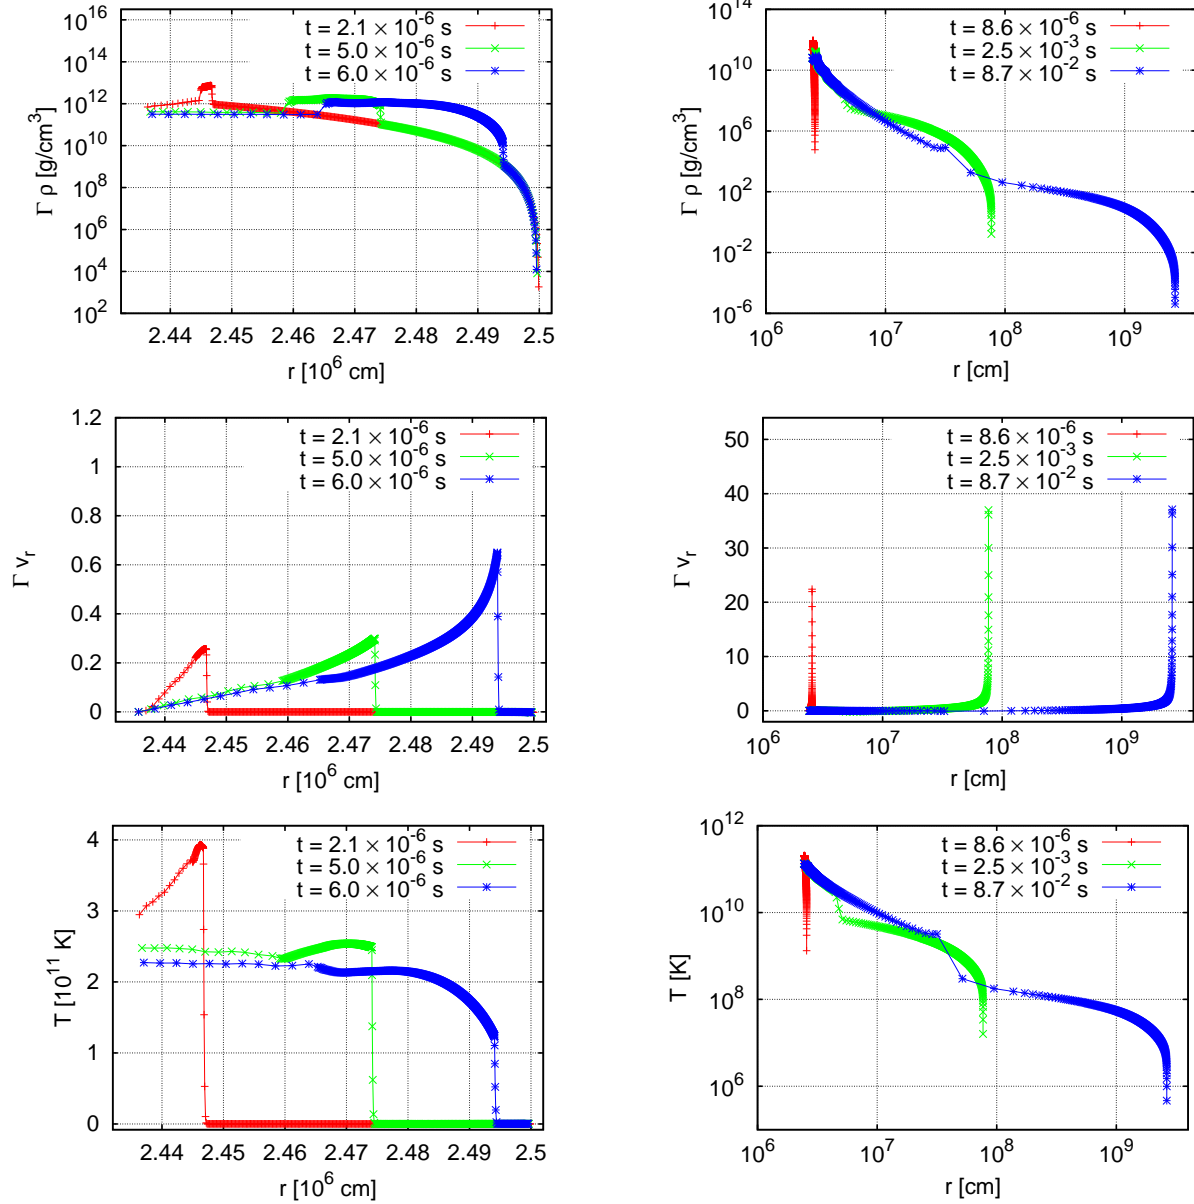 10^16
10^14
10^12
10^10
10^8
10^6
10^4
10^2
Γ ρ [g/cm^3]
t = 2.1 × 10^-6 s
t = 5.0 × 10^-6 s
t = 6.0 × 10^-6 s
2.44 2.45 2.46 2.47 2.48 2.49 2.5
r [10^6 cm]
10^14
10^10
10^6
10^2
10^-2
10^-6
Γ ρ [g/cm^3]
t = 8.6 × 10^-6 s
t = 2.5 × 10^-3 s
t = 8.7 × 10^-2 s
10^6 10^7 10^8 10^9
r [cm]
1.2
1
0.8
0.6
0.4
0.2
0
Γ v_r
t = 2.1 × 10^-6 s
t = 5.0 × 10^-6 s
t = 6.0 × 10^-6 s
2.44 2.45 2.46 2.47 2.48 2.49 2.5
r [10^6 cm]
50
40
30
20
10
0
Γ v_r
t = 8.6 × 10^-6 s
t = 2.5 × 10^-3 s
t = 8.7 × 10^-2 s
10^6 10^7 10^8 10^9
r [cm]
4
3
2
1
0
T [10^11 K]
t = 2.1 × 10^-6 s
t = 5.0 × 10^-6 s
t = 6.0 × 10^-6 s
2.44 2.45 2.46 2.47 2.48 2.49 2.5
r [10^6 cm]
10^12
10^10
10^8
10^6
T [K]
t = 8.6 × 10^-6 s
t = 2.5 × 10^-3 s
t = 8.7 × 10^-2 s
10^6 10^7 10^8 10^9
r [cm]